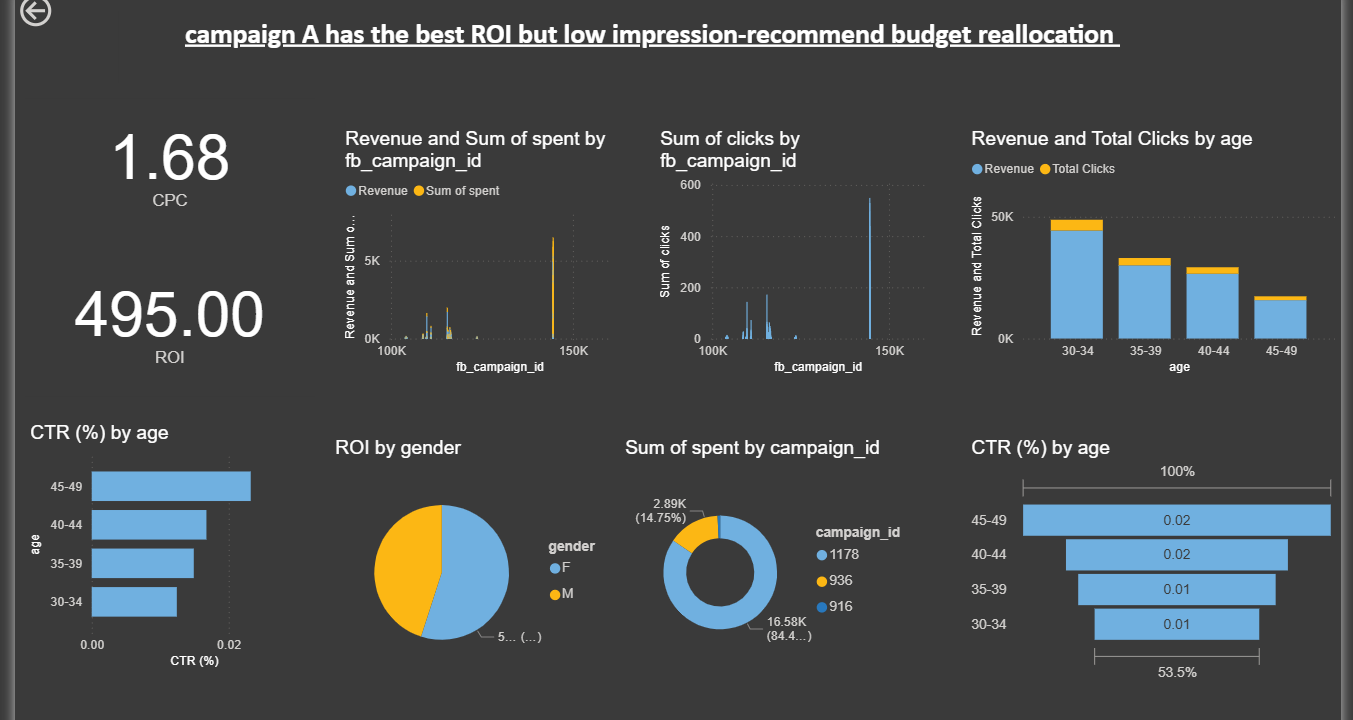 campaign A has the best ROI but low impression-recommend budget reallocation
1.68
CPC
495.00
ROI
Revenue and Sum of spent by
fb_campaign_id
Revenue Sum of spent
Revenue and Sum o...
5K
0K
100K 150K
fb_campaign_id
Sum of clicks by
fb_campaign_id
Sum of clicks
600
400
200
0
100K 150K
fb_campaign_id
Revenue and Total Clicks by age
Revenue Total Clicks
Revenue and Total Clicks
50K
0K
30-34 35-39 40-44 45-49
age
CTR (%) by age
age
45-49
40-44
35-39
30-34
0.00 0.02
CTR (%)
ROI by gender
5... (...)
gender
F
M
Sum of spent by campaign_id
2.89K
(14.75%)
16.58K
(84.4...)
campaign_id
1178
936
916
CTR (%) by age
100%
45-49 0.02
40-44 0.02
35-39 0.01
30-34 0.01
53.5%